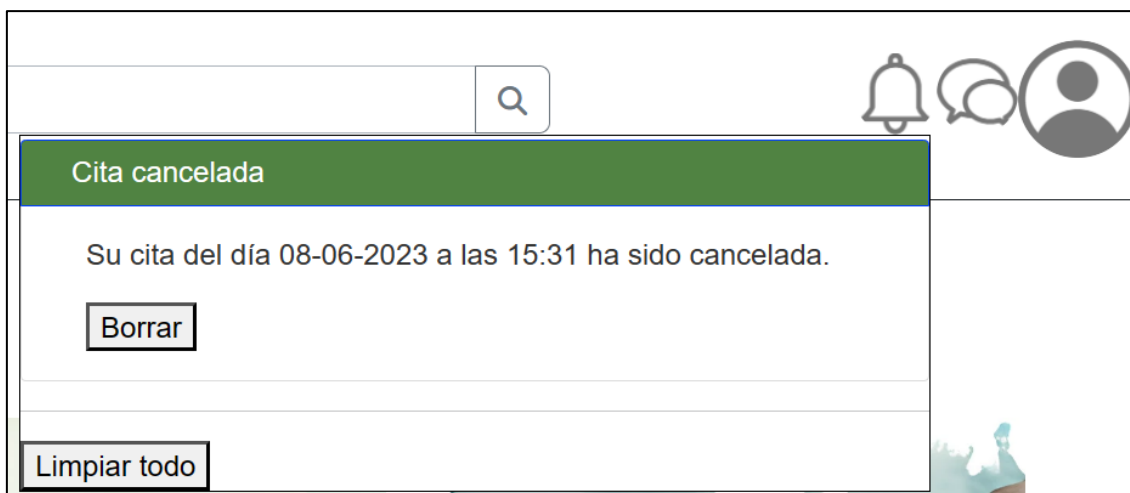 Cita cancelada
Su cita del día 08-06-2023 a las 15:31 ha sido cancelada.
Borrar
Limpiar todo